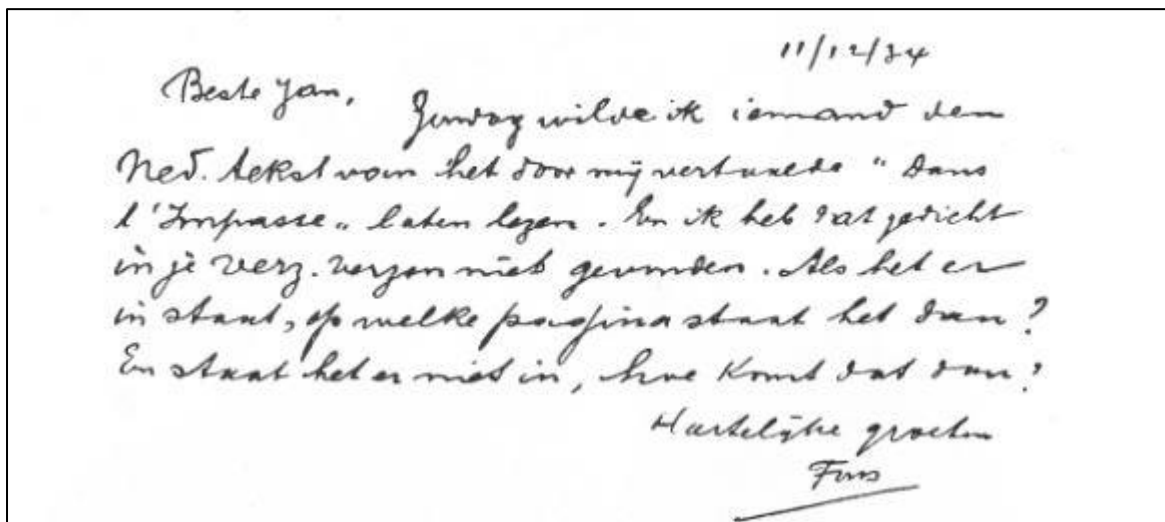 11/12/84
Beste Jan, Zondag wilde ik iemand den
Ned. tekst van het door mij vertaalde "Dans
l'Impasse" laten lezen. En ik heb dat gedicht
in je verz. verzen niet gevonden. Als het er
in staat, op welke pagina staat het dan?
En staat het er niet in, hoe komt dat dan?
Hartelijke groeten
Fons